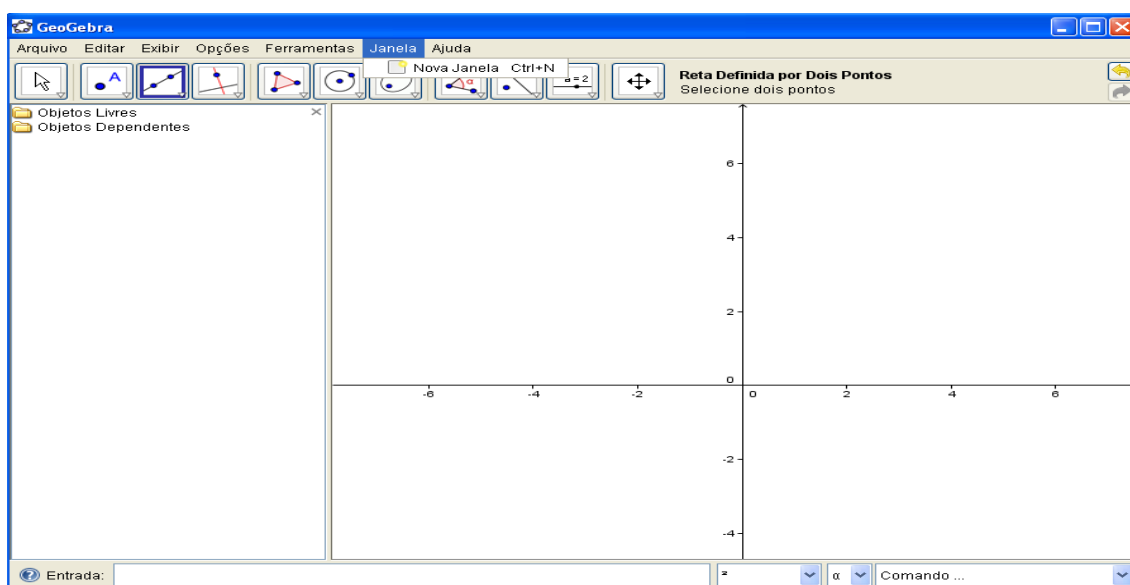 GeoGebra
Arquivo Editar Exibir Opções Ferramentas Janela Ajuda
Nova Janela Ctrl+N
A
α
= 2
Reta Definida por Dois Pontos
Selecione dois pontos
Objetos Livres
Objetos Dependentes
6
4
2
0
-6 -4 -2 0 2 4 6
-2
-4
Entrada:
² α Comando ...